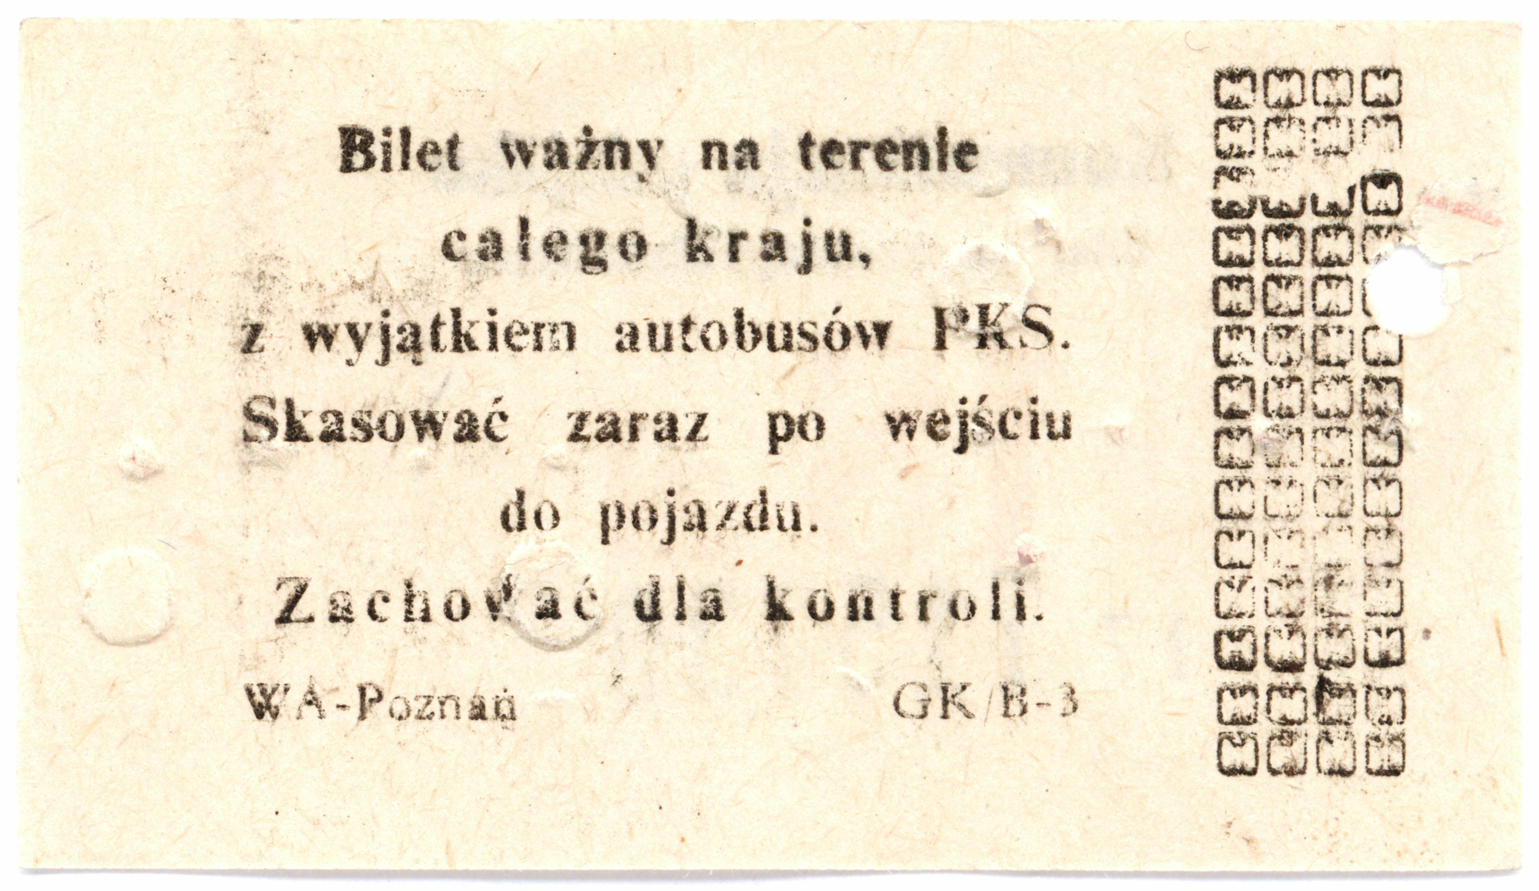 Bilet ważny na terenie
całego kraju,
z wyjątkiem autobusów PKS.
Skasować zaraz po wejściu
do pojazdu.
Zachować dla kontroli.
WA-Poznań GK/B-3